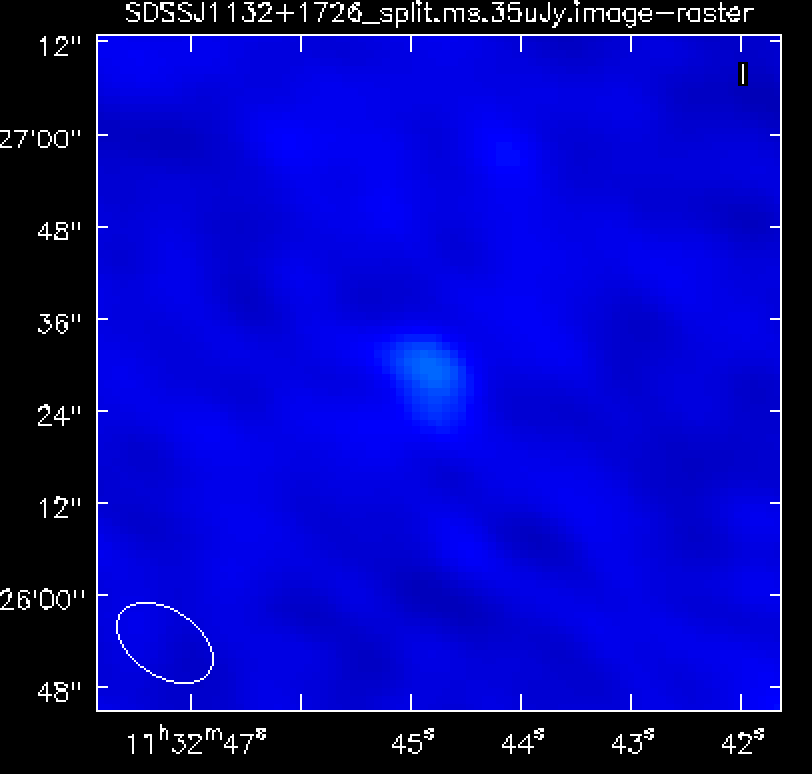 SDSSJ1132+1726_split.ms.35uJy.image-raster
12"
I
27'00"
48"
36"
24"
12"
26'00"
48"
11ʰ32ᵐ47ˢ 45ˢ 44ˢ 43ˢ 42ˢ